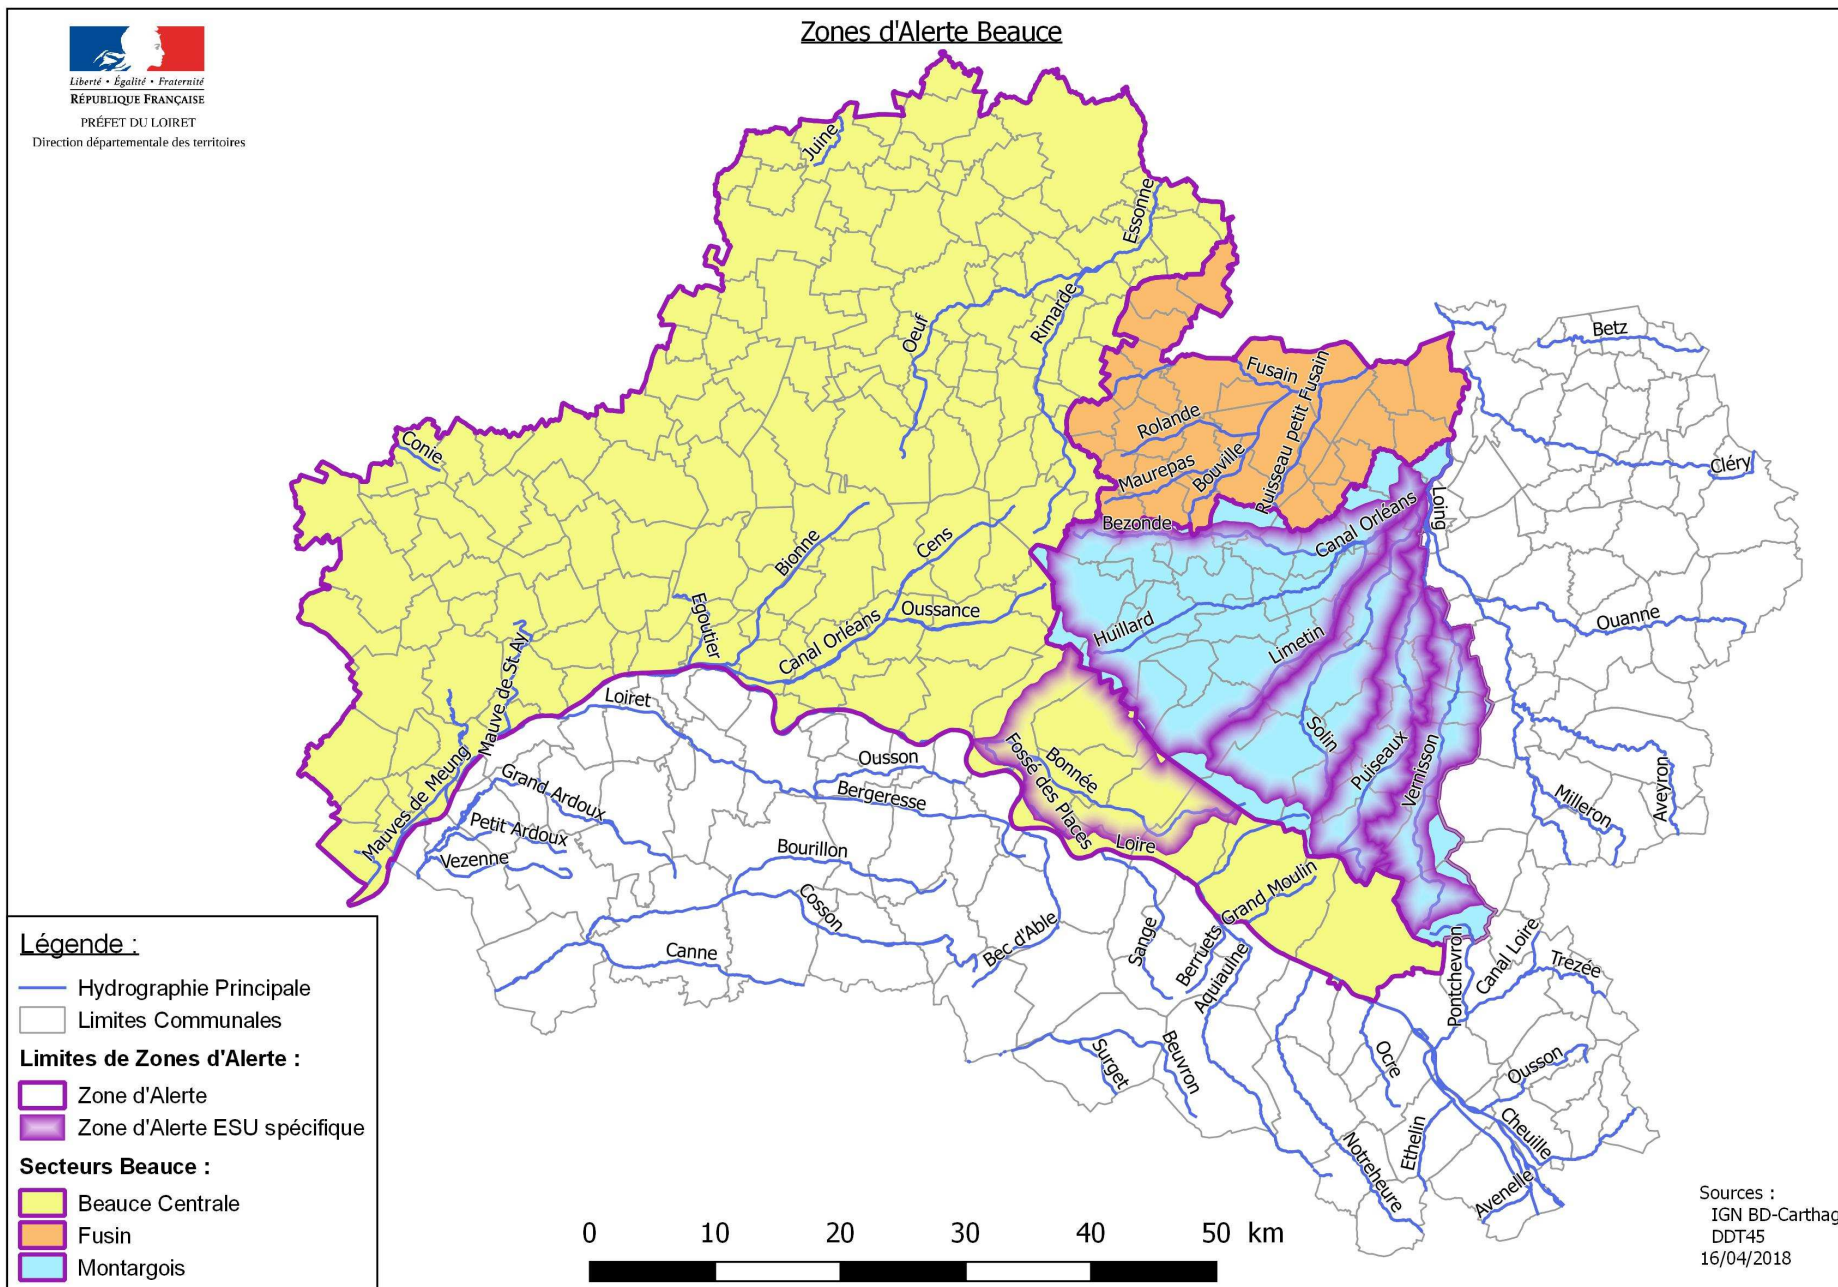 Zones d'Alerte Beauce
Liberté • Égalité • Fraternité
RÉPUBLIQUE FRANÇAISE
PRÉFET DU LOIRET
Direction départementale des territoires
Juine
Essonne
Rimarde
Oeuf
Betz
Fusain
Ruisseau petit Fusain
Rolande
Conie
Maurepas
Bouville
Cléry
Loing
Bezonde
Canal Orléans
Bionne
Cens
Egoutier
Oussance
Canal Orléans
Huillard
Limetin
Ouanne
Mauve de St Ay
Loiret
Solin
Puiseaux
Vernisson
Mauves de Meung
Grand Ardoux
Ousson
Fossé des Places
Bonnée
Bergeresse
Milleron
Aveyron
Petit Ardoux
Vezenne
Bourillon
Loire
Grand Moulin
Cosson
Canne
Bec d'Able
Sange
Berruets
Aquiaulne
Pontchevron
Canal Loire
Trezée
Surget
Beuvron
Ocre
Ousson
Notreheure
Ethelin
Cheuille
Avenelle
Légende :
Hydrographie Principale
Limites Communales
Limites de Zones d'Alerte :
Zone d'Alerte
Zone d'Alerte ESU spécifique
Secteurs Beauce :
Beauce Centrale
Fusin
Montargois
0 10 20 30 40 50 km
Sources :
IGN BD-Carthag
DDT45
16/04/2018